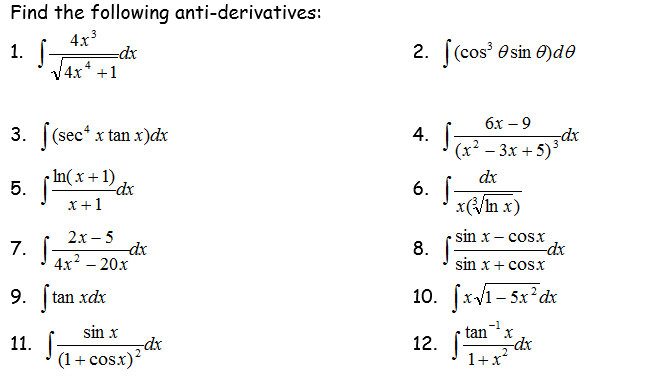 Find the following anti-derivatives:
1. ∫ 4x³/√(4x⁴ + 1) dx
2. ∫(cos³ θ sin θ)dθ
3. ∫(sec⁴ x tan x)dx
4. ∫ (6x – 9)/(x² – 3x + 5)³ dx
5. ∫ ln(x + 1)/(x + 1) dx
6. ∫ dx/(x(∛ln x))
7. ∫ (2x – 5)/(4x² – 20x) dx
8. ∫ (sin x – cos x)/(sin x + cos x) dx
9. ∫ tan xdx
10. ∫ x√(1 – 5x²) dx
11. ∫ sin x/(1 + cos x)² dx
12. ∫ tan⁻¹ x/(1 + x²) dx